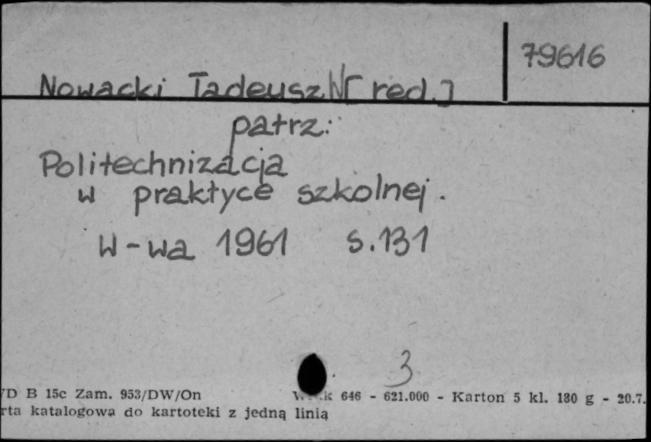 79616
Nowacki Tadeusz N[red.]
patrz:
Politechnizacja
w praktyce szkolnej.
W-wa 1961 s.131
3
D B 15c Zam. 953/DW/On k 646 - 621.000 - Karton 5 kl. 180 g - 20.7.
rta katalogowa do kartoteki z jedną linią